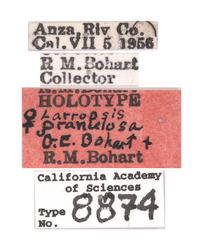 Anza, Riv Co.
Cal. VII 5 1956
R M Bohart
Collector
R.M. Bohart
HOLOTYPE
♀ Larropsis
granulosa
G.E. Bohart +
R.M. Bohart
California Academy
of Sciences
Type
No. 8874